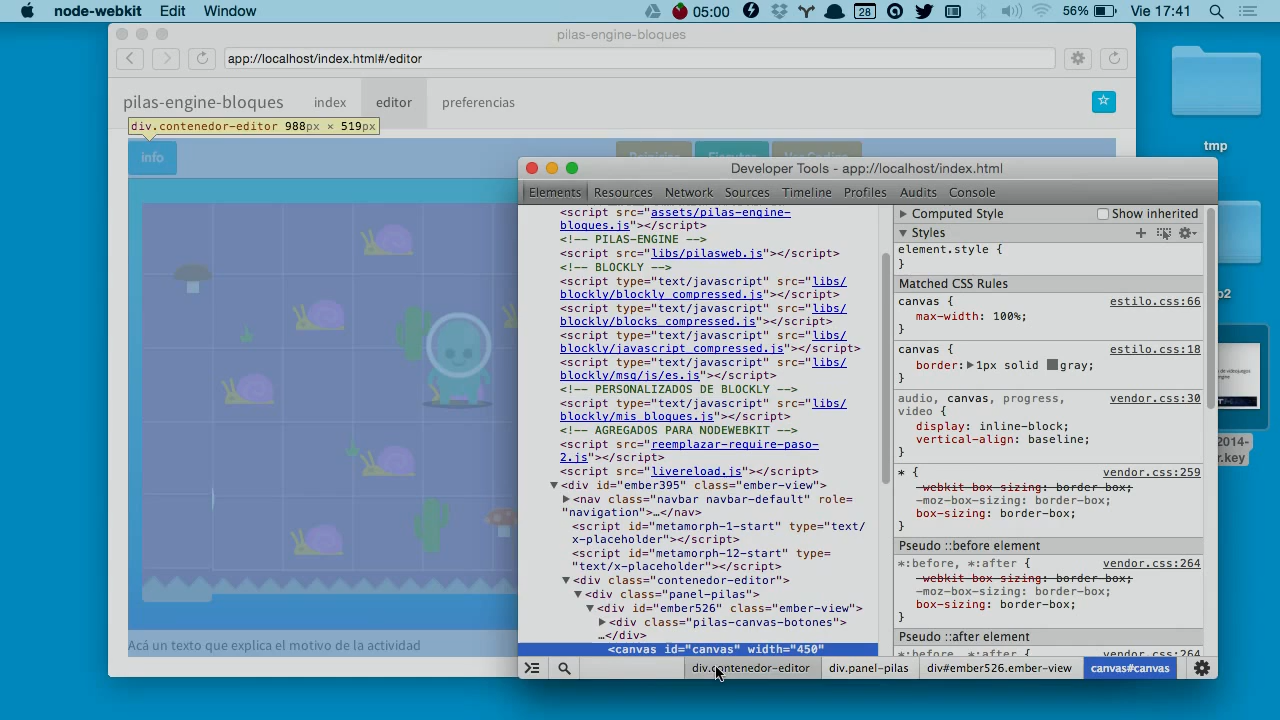 node-webkit Edit Window 05:00 28 56% Vie 17:41
pilas-engine-bloques
app://localhost/index.html#/editor
pilas-engine-bloques index editor preferencias
div.contenedor-editor 988px × 519px
info
Acá un texto que explica el motivo de la actividad
tmp
Developer Tools - app://localhost/index.html
Elements Resources Network Sources Timeline Profiles Audits Console
<script src="assets/pilas-engine-
bloques.js"></script>
<!-- PILAS-ENGINE -->
<script src="libs/pilasweb.js"></script>
<!-- BLOCKLY -->
<script type="text/javascript" src="libs/
blockly/blockly_compressed.js"></script>
<script type="text/javascript" src="libs/
blockly/blocks_compressed.js"></script>
<script type="text/javascript" src="libs/
blockly/javascript_compressed.js"></script>
<script type="text/javascript" src="libs/
blockly/msg/js/es.js"></script>
<!-- PERSONALIZADOS DE BLOCKLY -->
<script type="text/javascript" src="libs/
blockly/mis_bloques.js"></script>
<!-- AGREGADOS PARA NODEWEBKIT -->
<script src="reemplazar-require-paso-
2.js"></script>
<script src="livereload.js"></script>
▼<div id="ember395" class="ember-view">
▶<nav class="navbar navbar-default" role=
"navigation">…</nav>
<script id="metamorph-1-start" type="text/
x-placeholder"></script>
<script id="metamorph-12-start" type=
"text/x-placeholder"></script>
▼<div class="contenedor-editor">
▼<div class="panel-pilas">
▼<div id="ember526" class="ember-view">
▶<div class="pilas-canvas-botones">
…</div>
<canvas id="canvas" width="450"
▶ Computed Style Show inherited
▼ Styles
element.style {
}
Matched CSS Rules
canvas { estilo.css:66
max-width: 100%;
}
canvas { estilo.css:18
border:▶1px solid gray;
}
audio, canvas, progress, vendor.css:30
video {
display: inline-block;
vertical-align: baseline;
}
* { vendor.css:259
-webkit-box-sizing: border-box;
-moz-box-sizing: border-box;
box-sizing: border-box;
}
Pseudo ::before element
*:before, *:after { vendor.css:264
-webkit-box-sizing: border-box;
-moz-box-sizing: border-box;
box-sizing: border-box;
}
Pseudo ::after element
*:before, *:after { vendor.css:264
div.contenedor-editor div.panel-pilas div#ember526.ember-view canvas#canvas